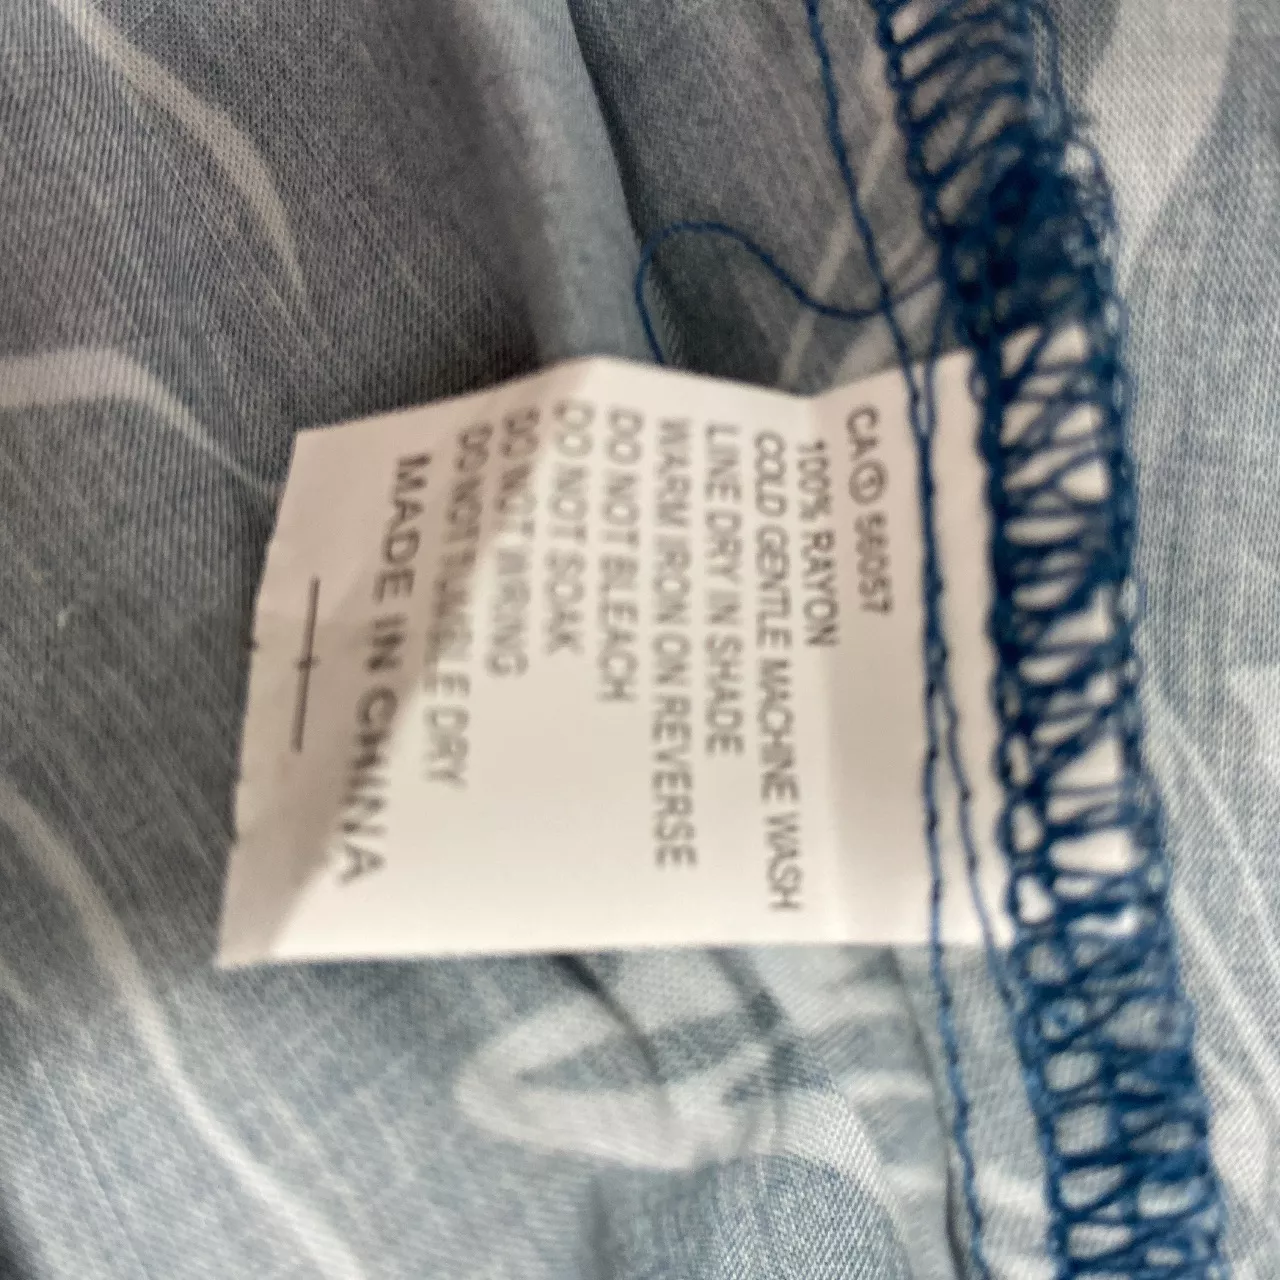 CA① 56057
100% RAYON
COLD GENTLE MACHINE WASH
LINE DRY IN SHADE
WARM IRON ON REVERSE
DO NOT BLEACH
DO NOT SOAK
DO NOT WRING
DO NOT TUMBLE DRY
MADE IN CHINA